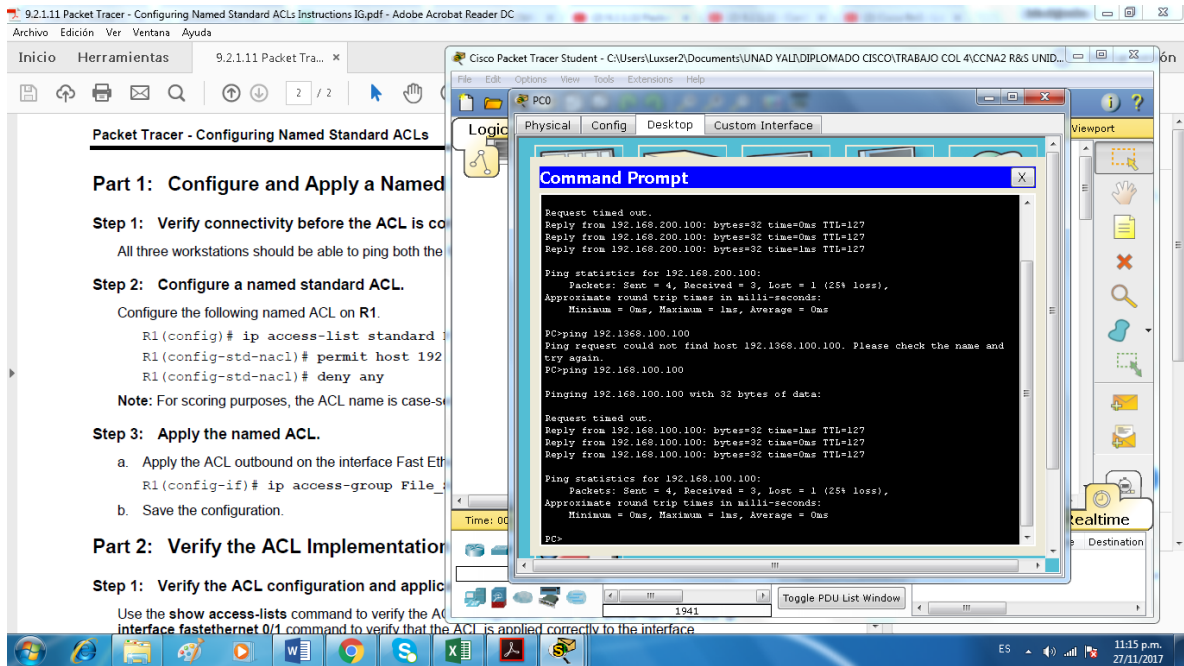 9.2.1.11 Packet Tracer - Configuring Named Standard ACLs Instructions IG.pdf - Adobe Acrobat Reader DC
Archivo Edición Ver Ventana Ayuda
Inicio Herramientas 9.2.1.11 Packet Tra... ×
2 / 2
Packet Tracer - Configuring Named Standard ACLs
Part 1: Configure and Apply a Named
Step 1: Verify connectivity before the ACL is co
All three workstations should be able to ping both the
Step 2: Configure a named standard ACL.
Configure the following named ACL on R1.
R1(config)# ip access-list standard
R1(config-std-nacl)# permit host 192
R1(config-std-nacl)# deny any
Note: For scoring purposes, the ACL name is case-se
Step 3: Apply the named ACL.
a. Apply the ACL outbound on the interface Fast Eth
R1(config-if)# ip access-group File_
b. Save the configuration.
Part 2: Verify the ACL Implementation
Step 1: Verify the ACL configuration and applic
Use the show access-lists command to verify the AC
interface fastethernet 0/1 command to verify that the ACL is applied correctly to the interface
Cisco Packet Tracer Student - C:\Users\Luxser2\Documents\UNAD YALI\DIPLOMADO CISCO\TRABAJO COL 4\CCNA2 R&S UNID...
File Edit Options View Tools Extensions Help
Logic
Viewport
ón
PC0
Physical Config Desktop Custom Interface
Command Prompt
X
Request timed out.
Reply from 192.168.200.100: bytes=32 time=0ms TTL=127
Reply from 192.168.200.100: bytes=32 time=0ms TTL=127
Reply from 192.168.200.100: bytes=32 time=1ms TTL=127
Ping statistics for 192.168.200.100:
Packets: Sent = 4, Received = 3, Lost = 1 (25% loss),
Approximate round trip times in milli-seconds:
Minimum = 0ms, Maximum = 1ms, Average = 0ms
PC>ping 192.1368.100.100
Ping request could not find host 192.1368.100.100. Please check the name and
try again.
PC>ping 192.168.100.100
Pinging 192.168.100.100 with 32 bytes of data:
Request timed out.
Reply from 192.168.100.100: bytes=32 time=1ms TTL=127
Reply from 192.168.100.100: bytes=32 time=0ms TTL=127
Reply from 192.168.100.100: bytes=32 time=0ms TTL=127
Ping statistics for 192.168.100.100:
Packets: Sent = 4, Received = 3, Lost = 1 (25% loss),
Approximate round trip times in milli-seconds:
Minimum = 0ms, Maximum = 1ms, Average = 0ms
PC>
Time: 00
Realtime
Destination
1941
Toggle PDU List Window
ES
11:15 p.m.
27/11/2017